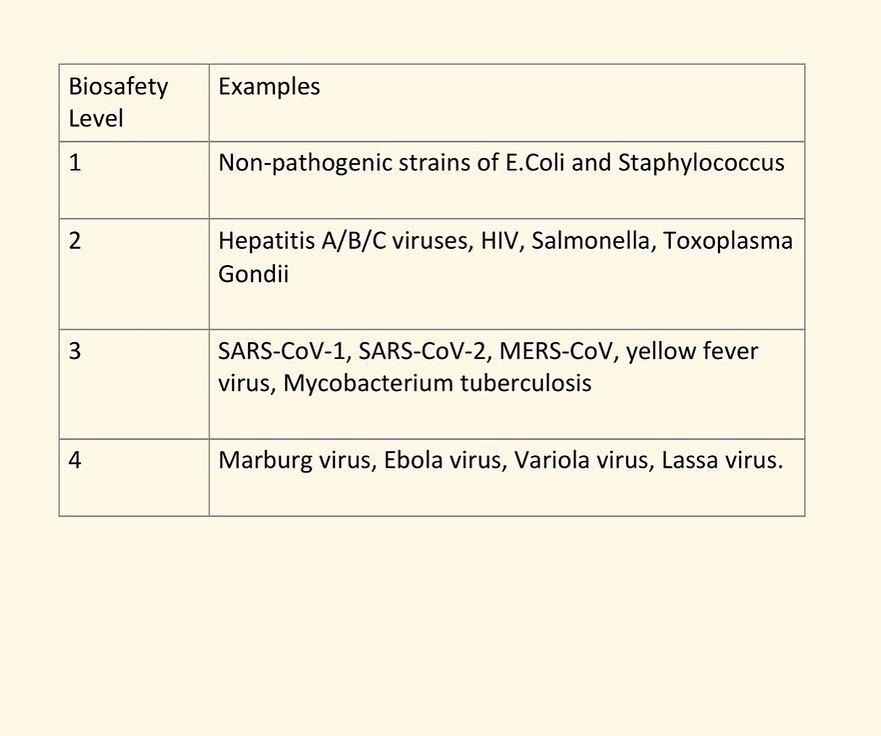 Biosafety
Level
Examples
1
Non-pathogenic strains of E.Coli and Staphylococcus
2
Hepatitis A/B/C viruses, HIV, Salmonella, Toxoplasma
Gondii
3
SARS-CoV-1, SARS-CoV-2, MERS-CoV, yellow fever
virus, Mycobacterium tuberculosis
4
Marburg virus, Ebola virus, Variola virus, Lassa virus.